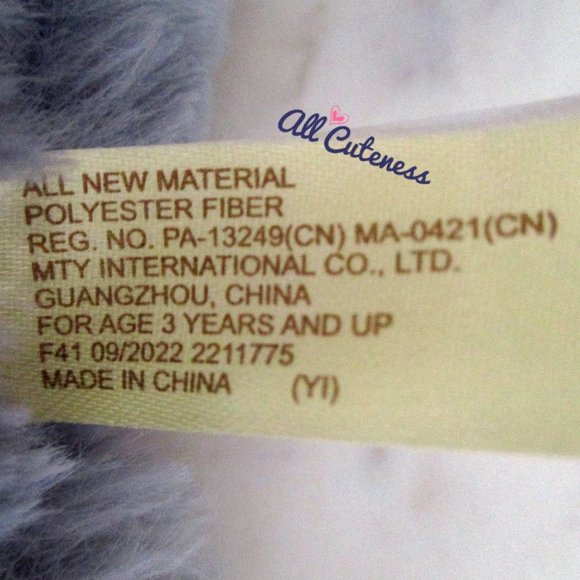 All Cuteness
ALL NEW MATERIAL
POLYESTER FIBER
REG. NO. PA-13249(CN) MA-0421(CN)
MTY INTERNATIONAL CO., LTD.
GUANGZHOU, CHINA
FOR AGE 3 YEARS AND UP
F41 09/2022 2211775
MADE IN CHINA (YI)